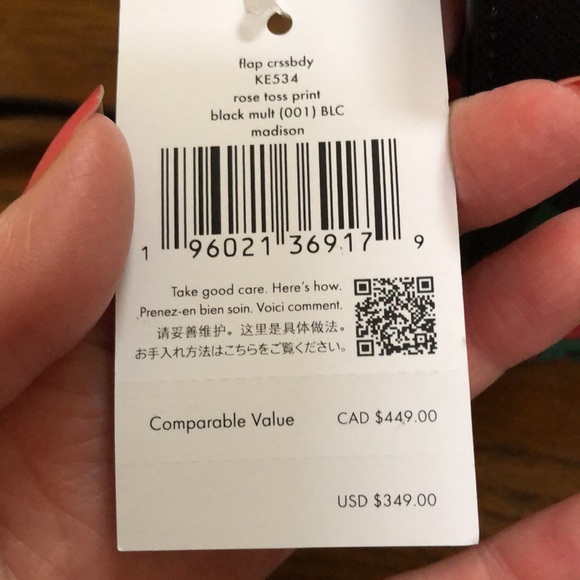 flap crssbdy
KE534
rose toss print
black mult (001) BLC
madison
1 96021 36917 9
Take good care. Here's how.
Prenez-en bien soin. Voici comment.
请妥善维护。这里是具体做法。
お手入れ方法はこちらをご覧ください。
Comparable Value CAD $449.00
USD $349.00